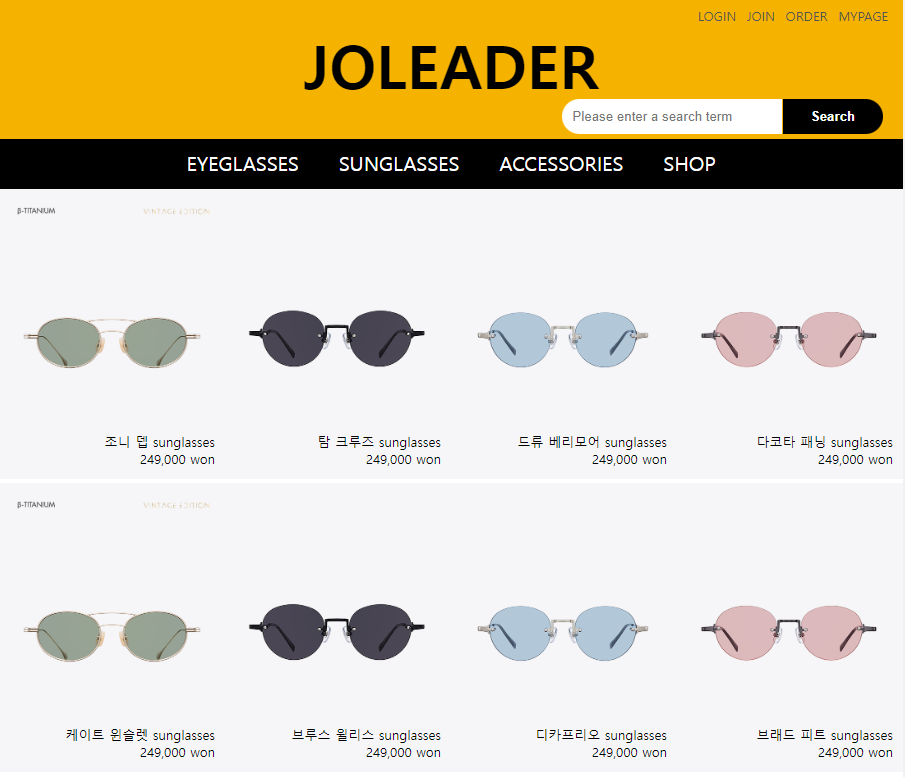 LOGIN JOIN ORDER MYPAGE
JOLEADER
Please enter a search term Search
EYEGLASSES SUNGLASSES ACCESSORIES SHOP
β-TITANIUM VINTAGE EDITION
조니 뎁 sunglasses
249,000 won
탐 크루즈 sunglasses
249,000 won
드류 베리모어 sunglasses
249,000 won
다코타 패닝 sunglasses
249,000 won
β-TITANIUM VINTAGE EDITION
케이트 윈슬렛 sunglasses
249,000 won
브루스 윌리스 sunglasses
249,000 won
디카프리오 sunglasses
249,000 won
브래드 피트 sunglasses
249,000 won